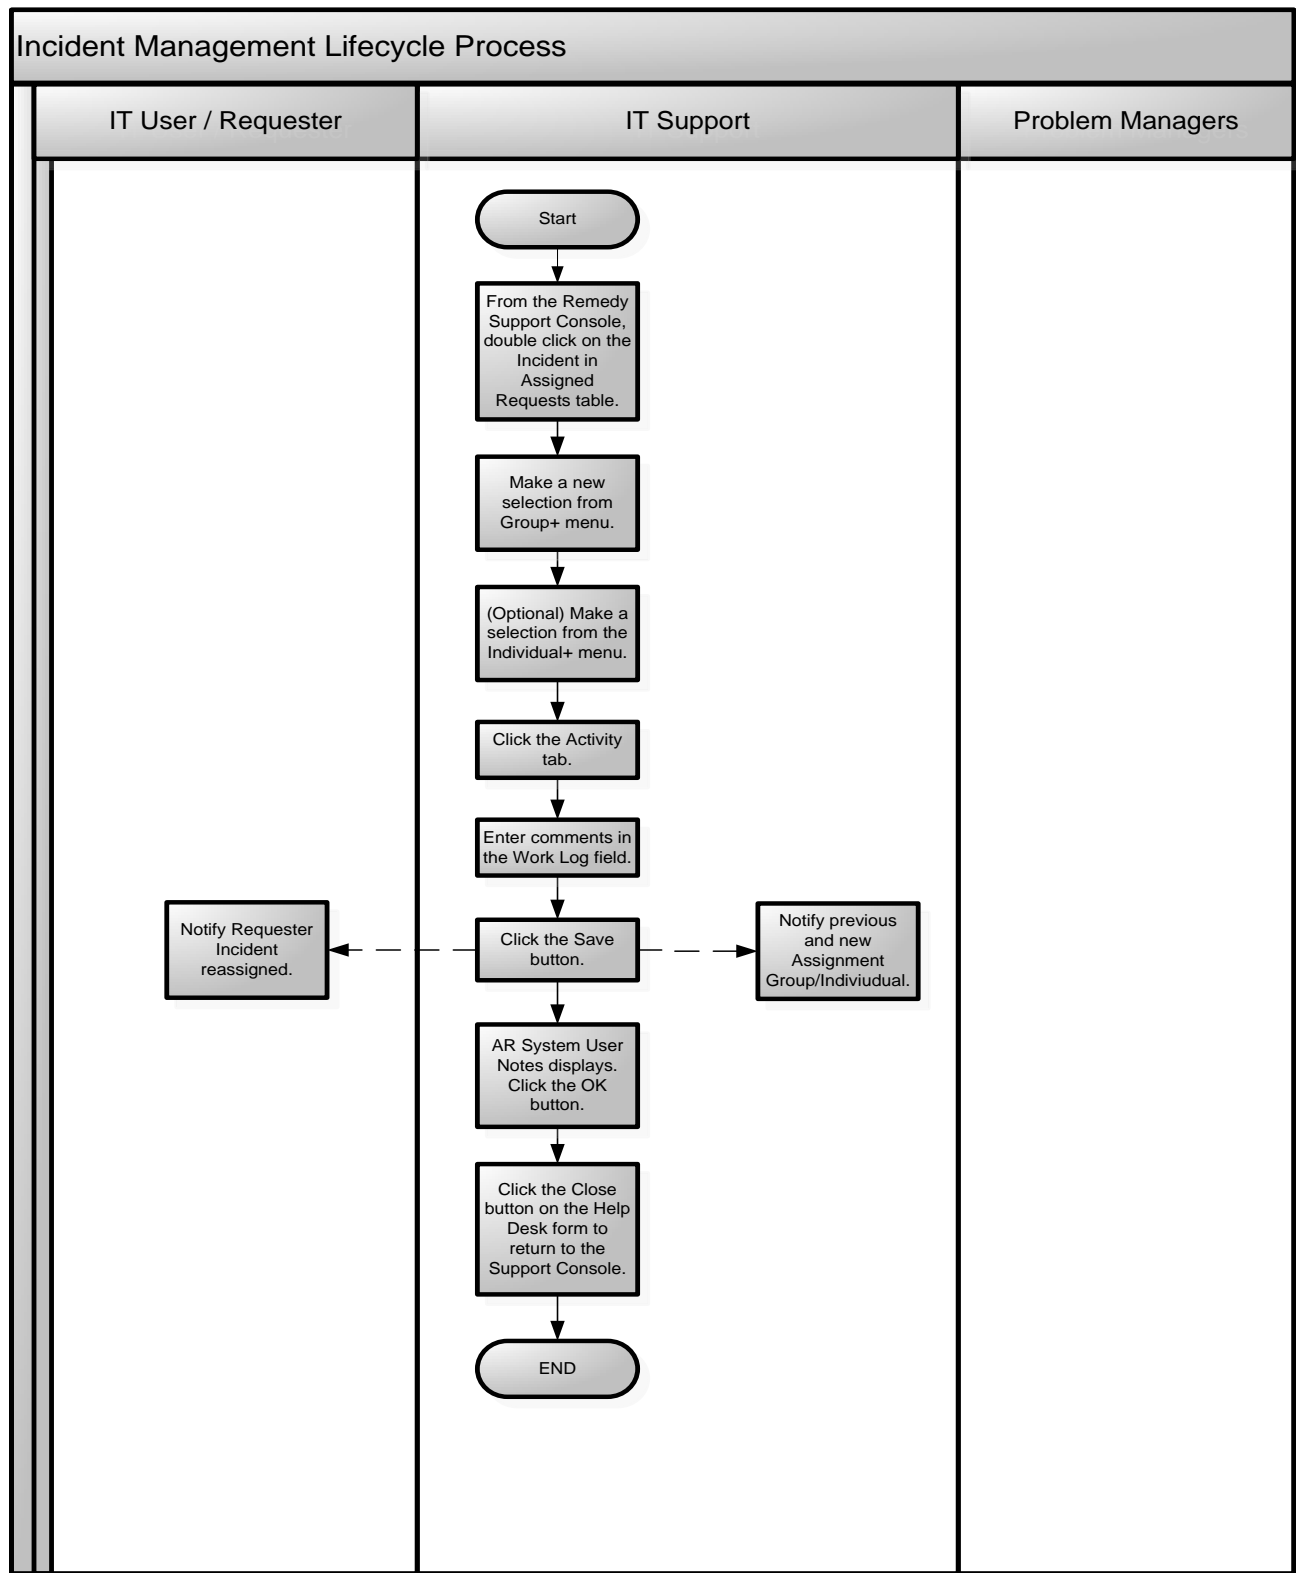 Incident Management Lifecycle Process
IT User / Requester
IT Support
Problem Managers
Start
From the Remedy
Support Console,
double click on the
Incident in
Assigned
Requests table.
Make a new
selection from
Group+ menu.
(Optional) Make a
selection from the
Individual+ menu.
Click the Activity
tab.
Enter comments in
the Work Log field.
Notify Requester
Incident
reassigned.
Click the Save
button.
Notify previous
and new
Assignment
Group/Indiviudual.
AR System User
Notes displays.
Click the OK
button.
Click the Close
button on the Help
Desk form to
return to the
Support Console.
END